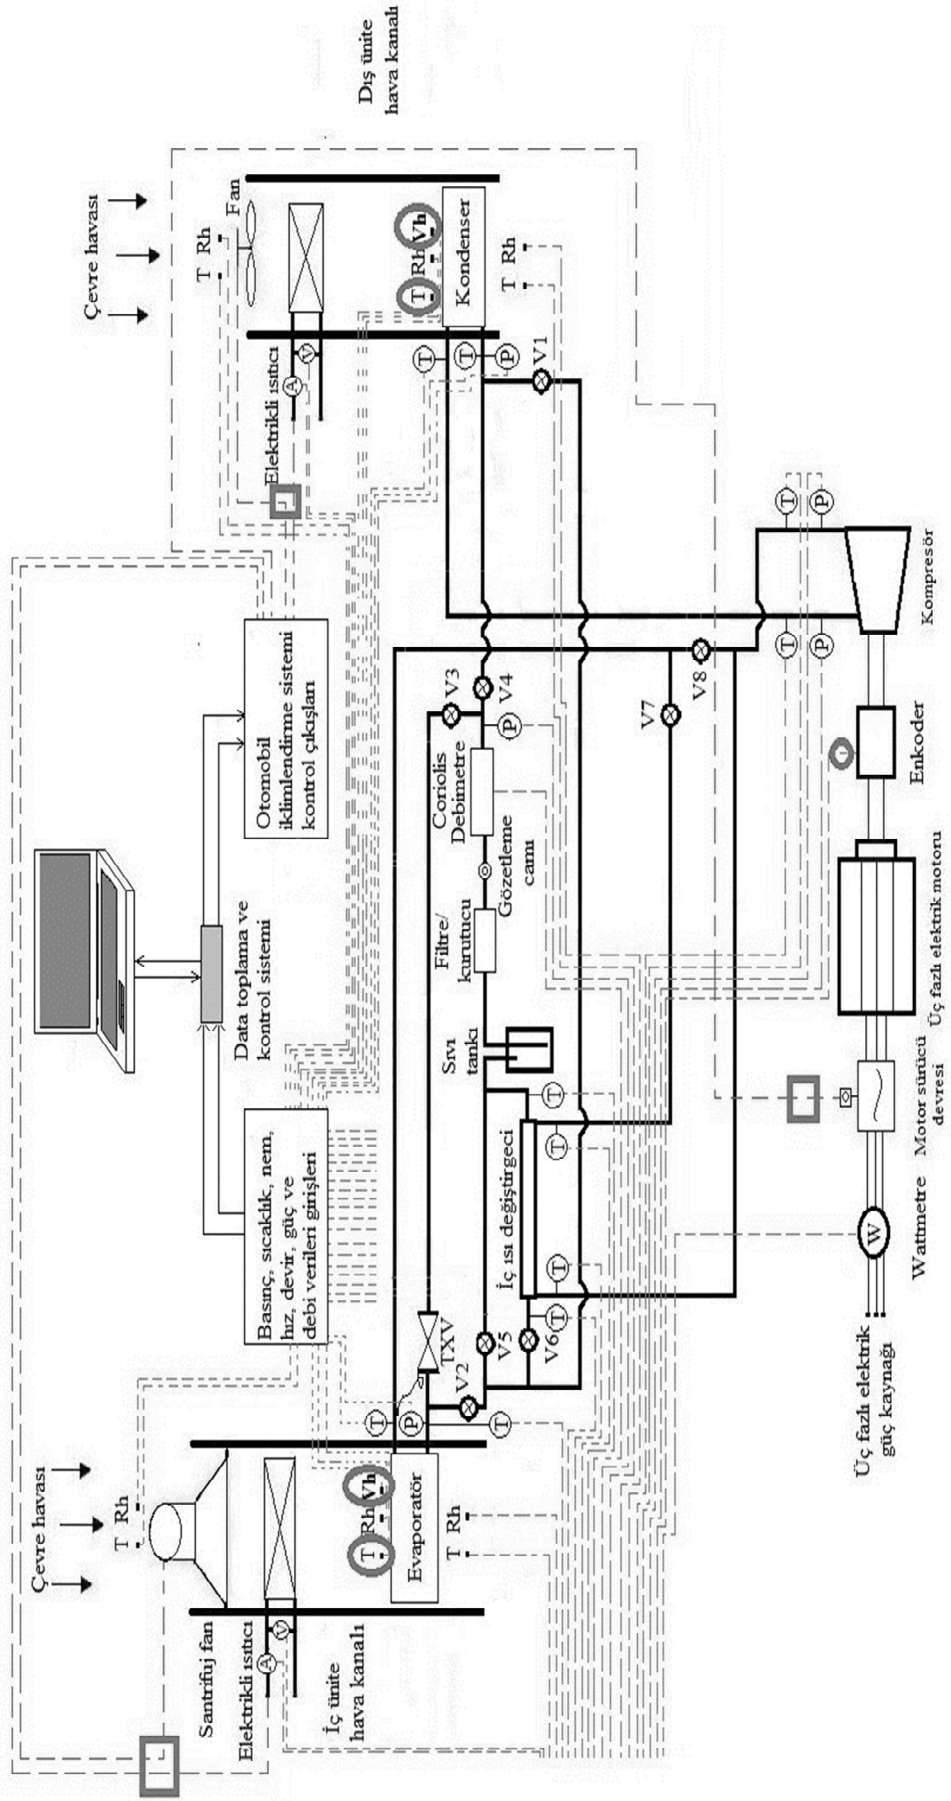 Çevre havası
Çevre havası
T Rh
Santrifuj fan
Elektrikli ısıtıcı
A
V
İç ünite
hava kanalı
T
Rh
Vh
Evaporatör
T Rh
Basınç, sıcaklık, nem,
hız, devir, güç ve
debi verileri girişleri
Data toplama ve
kontrol sistemi
Otomobil
iklimlendirme sistemi
kontrol çıkışları
T Rh
Fan
Elektrikli ısıtıcı
A
V
Dış ünite
hava kanalı
T
Rh
Vh
Kondenser
T Rh
T
T
P
V1
T
P
T
TXV
V2
V5
V6
T
T
İç ısı değiştirgeci
T
T
Sıvı
tankı
Filtre/
kurutucu
Gözetleme
camı
Coriolis
Debimetre
P
V3
V4
V7
V8
T
P
T
P
Üç fazlı elektrik
güç kaynağı
W
Wattmetre
Motor sürücü
devresi
Üç fazlı elektrik motoru
Enkoder
Kompresör